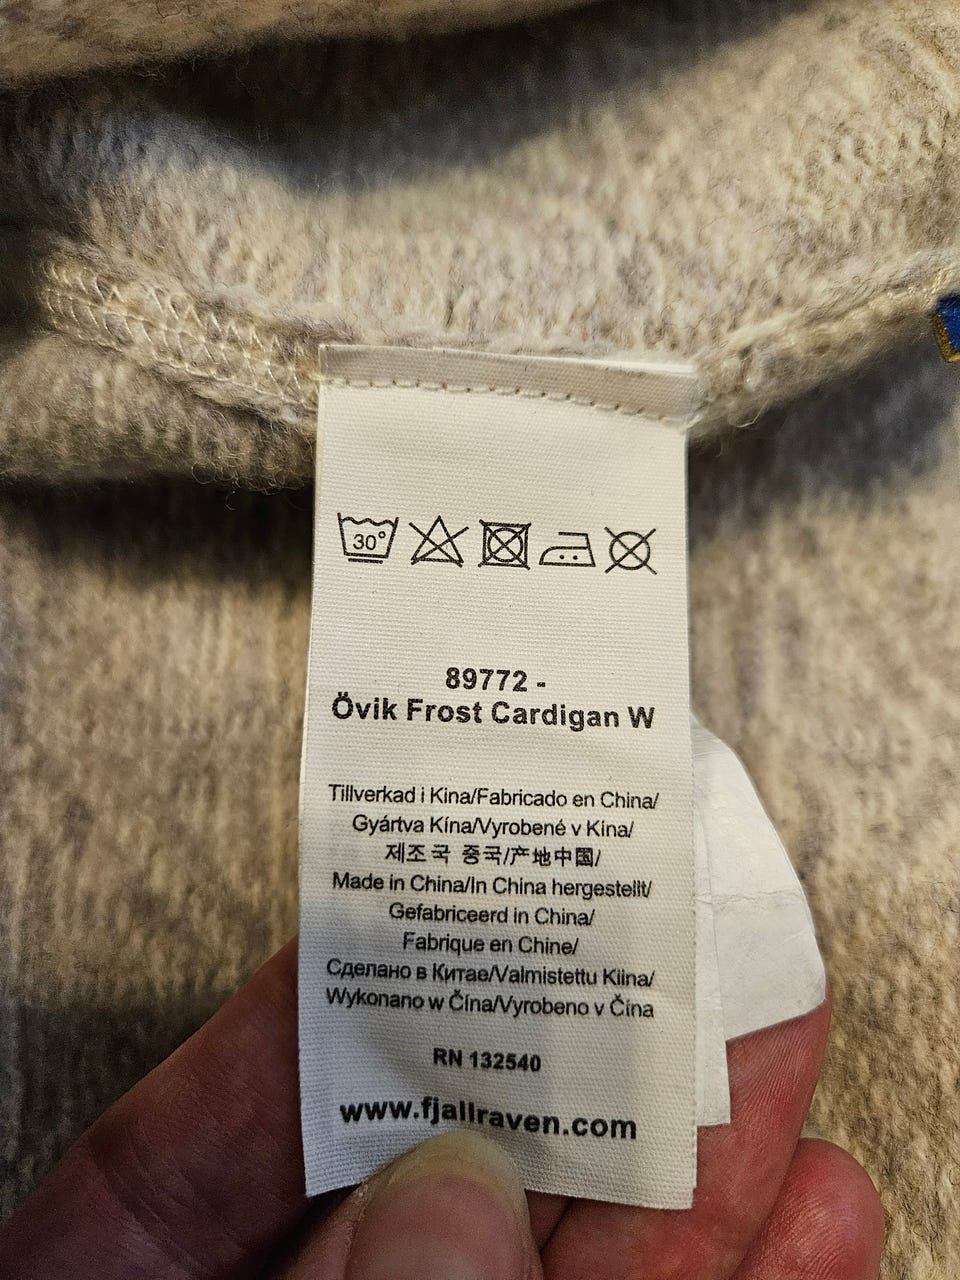 30°
89772 -
Övik Frost Cardigan W
Tillverkad i Kina/Fabricado en China/
Gyártva Kína/Vyrobené v Kina/
제조국 중국/产地中国/
Made in China/In China hergestellt/
Gefabriceerd in China/
Fabrique en Chine/
Сделано в Китае/Valmistettu Kiina/
Wykonano w Čína/Vyrobeno v Čína
RN 132540
www.fjallraven.com